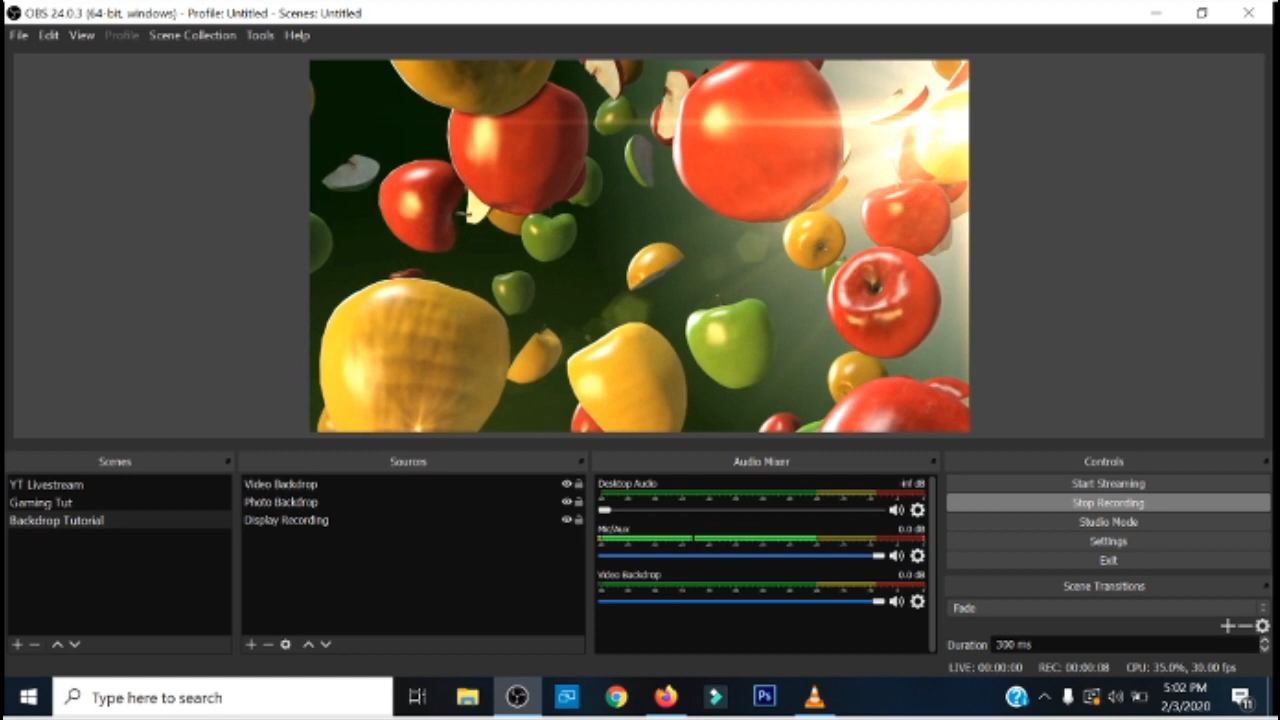 OBS 24.0.3 (64-bit, windows) - Profile: Untitled - Scenes: Untitled
File Edit View Profile Scene Collection Tools Help
Scenes
YT Livestream
Gaming Tut
Backdrop Tutorial
Sources
Video Backdrop
Photo Backdrop
Display Recording
Audio Mixer
Desktop Audio -inf dB
Mic/Aux 0.0 dB
Video Backdrop 0.0 dB
Controls
Start Streaming
Stop Recording
Studio Mode
Settings
Exit
Scene Transitions
Fade
Duration 300 ms
LIVE: 00:00:00 REC: 00:00:08 CPU: 35.0%, 30.00 fps
Type here to search
Ps
5:02 PM
2/3/2020
11